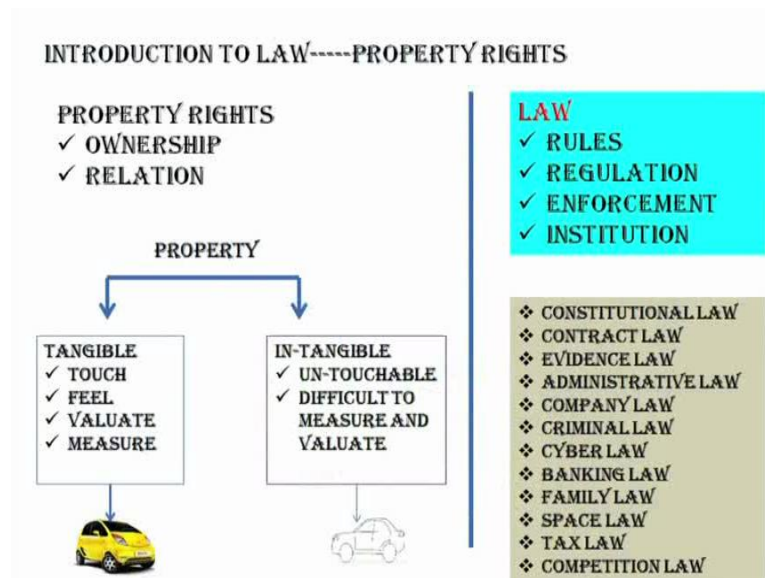 INTRODUCTION TO LAW-----PROPERTY RIGHTS
PROPERTY RIGHTS
✓ OWNERSHIP
✓ RELATION
PROPERTY
TANGIBLE
✓ TOUCH
✓ FEEL
✓ VALUATE
✓ MEASURE
IN-TANGIBLE
✓ UN-TOUCHABLE
✓ DIFFICULT TO
MEASURE AND
VALUATE
LAW
✓ RULES
✓ REGULATION
✓ ENFORCEMENT
✓ INSTITUTION
❖ CONSTITUTIONAL LAW
❖ CONTRACT LAW
❖ EVIDENCE LAW
❖ ADMINISTRATIVE LAW
❖ COMPANY LAW
❖ CRIMINAL LAW
❖ CYBER LAW
❖ BANKING LAW
❖ FAMILY LAW
❖ SPACE LAW
❖ TAX LAW
❖ COMPETITION LAW